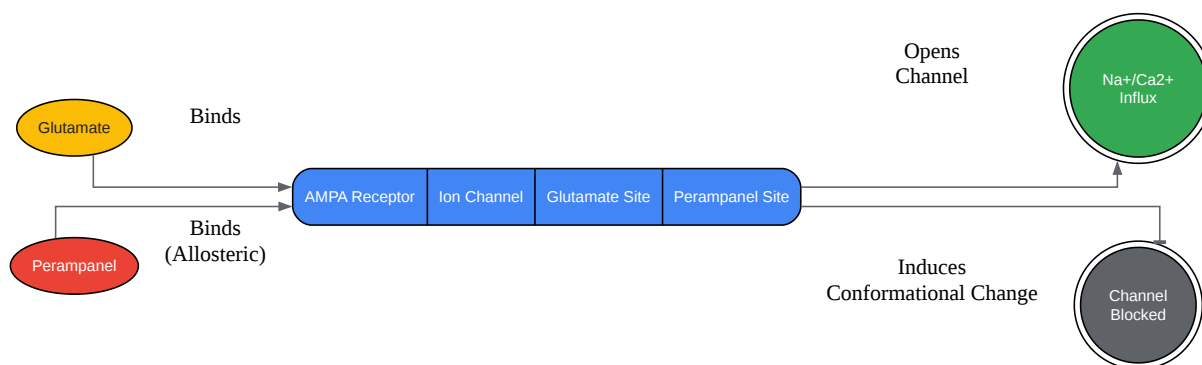 Opens
Channel
Na+/Ca2+
Influx
Glutamate
Binds
AMPA Receptor
Ion Channel
Glutamate Site
Perampanel Site
Binds
(Allosteric)
Perampanel
Induces
Conformational Change
Channel
Blocked